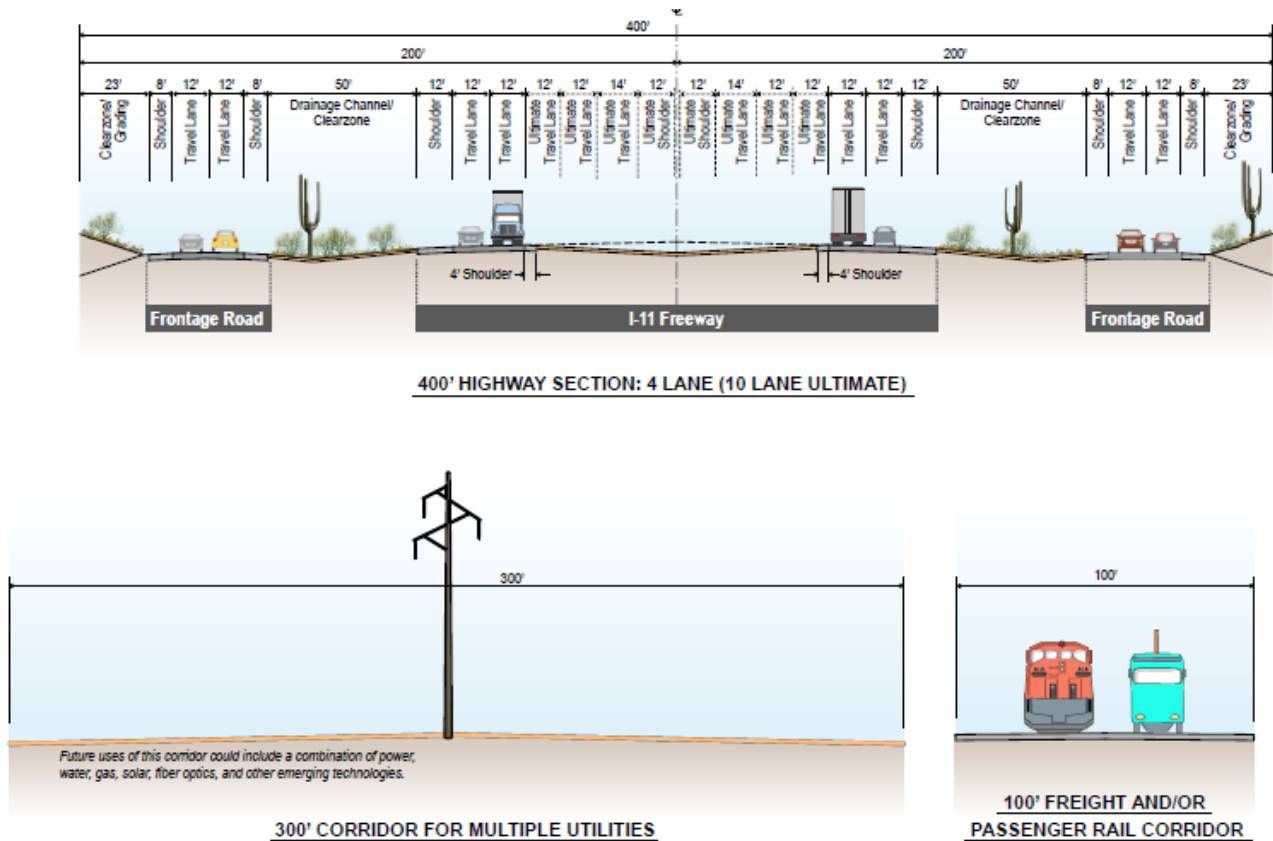 ℄
400'
200' 200'
23' 8' 12' 12' 8' 50' 12' 12' 12' 12' 12' 14' 12' 12' 14' 12' 12' 12' 12' 12' 50' 8' 12' 12' 8' 23'
Clearzone/
Grading
Shoulder
Travel Lane
Travel Lane
Shoulder
Drainage Channel/
Clearzone
Shoulder
Travel Lane
Travel Lane
Ultimate
Travel Lane
Ultimate
Travel Lane
Ultimate
Travel Lane
Ultimate
Shoulder
Ultimate
Shoulder
Ultimate
Travel Lane
Ultimate
Travel Lane
Ultimate
Travel Lane
Travel Lane
Travel Lane
Shoulder
Drainage Channel/
Clearzone
Shoulder
Travel Lane
Travel Lane
Shoulder
Clearzone/
Grading
4' Shoulder 4' Shoulder
Frontage Road I-11 Freeway Frontage Road
400' HIGHWAY SECTION: 4 LANE (10 LANE ULTIMATE)
300'
Future uses of this corridor could include a combination of power,
water, gas, solar, fiber optics, and other emerging technologies.
300' CORRIDOR FOR MULTIPLE UTILITIES
100'
100' FREIGHT AND/OR
PASSENGER RAIL CORRIDOR